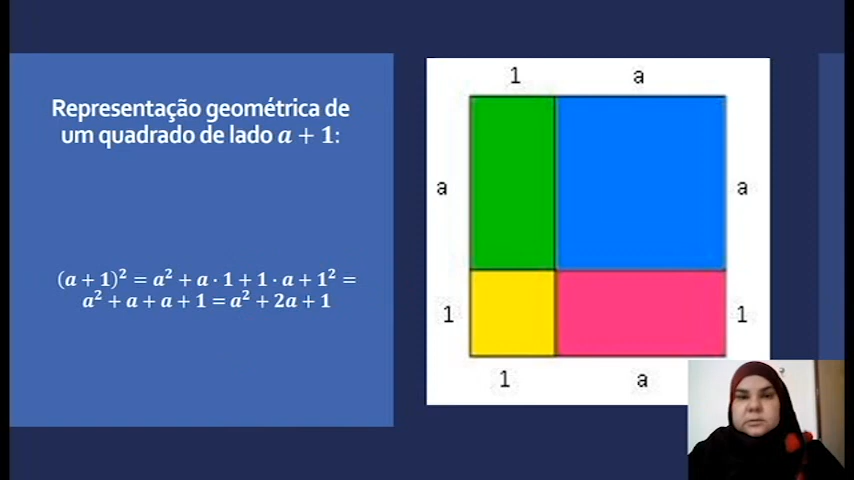 Representação geométrica de
um quadrado de lado a + 1:
(a + 1)² = a² + a · 1 + 1 · a + 1² =
a² + a + a + 1 = a² + 2a + 1
1 a
a a
1 1
1 a